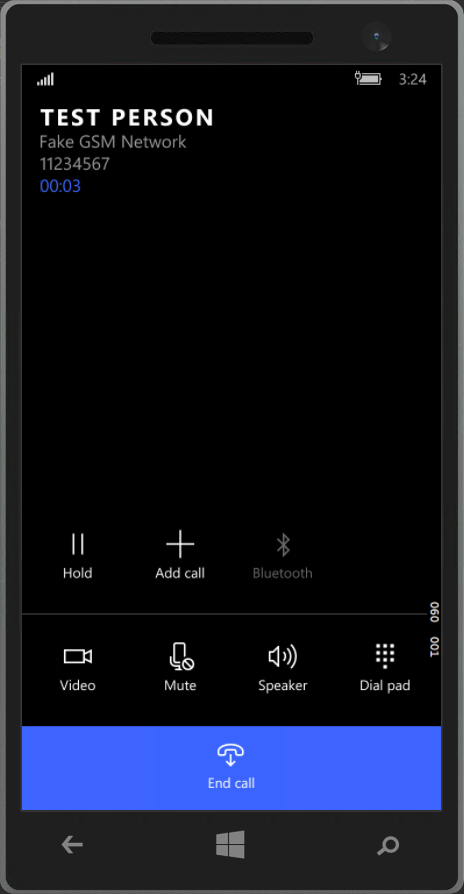 3:24
TEST PERSON
Fake GSM Network
11234567
00:03
Hold
Add call
Bluetooth
060
001
Video
Mute
Speaker
Dial pad
End call